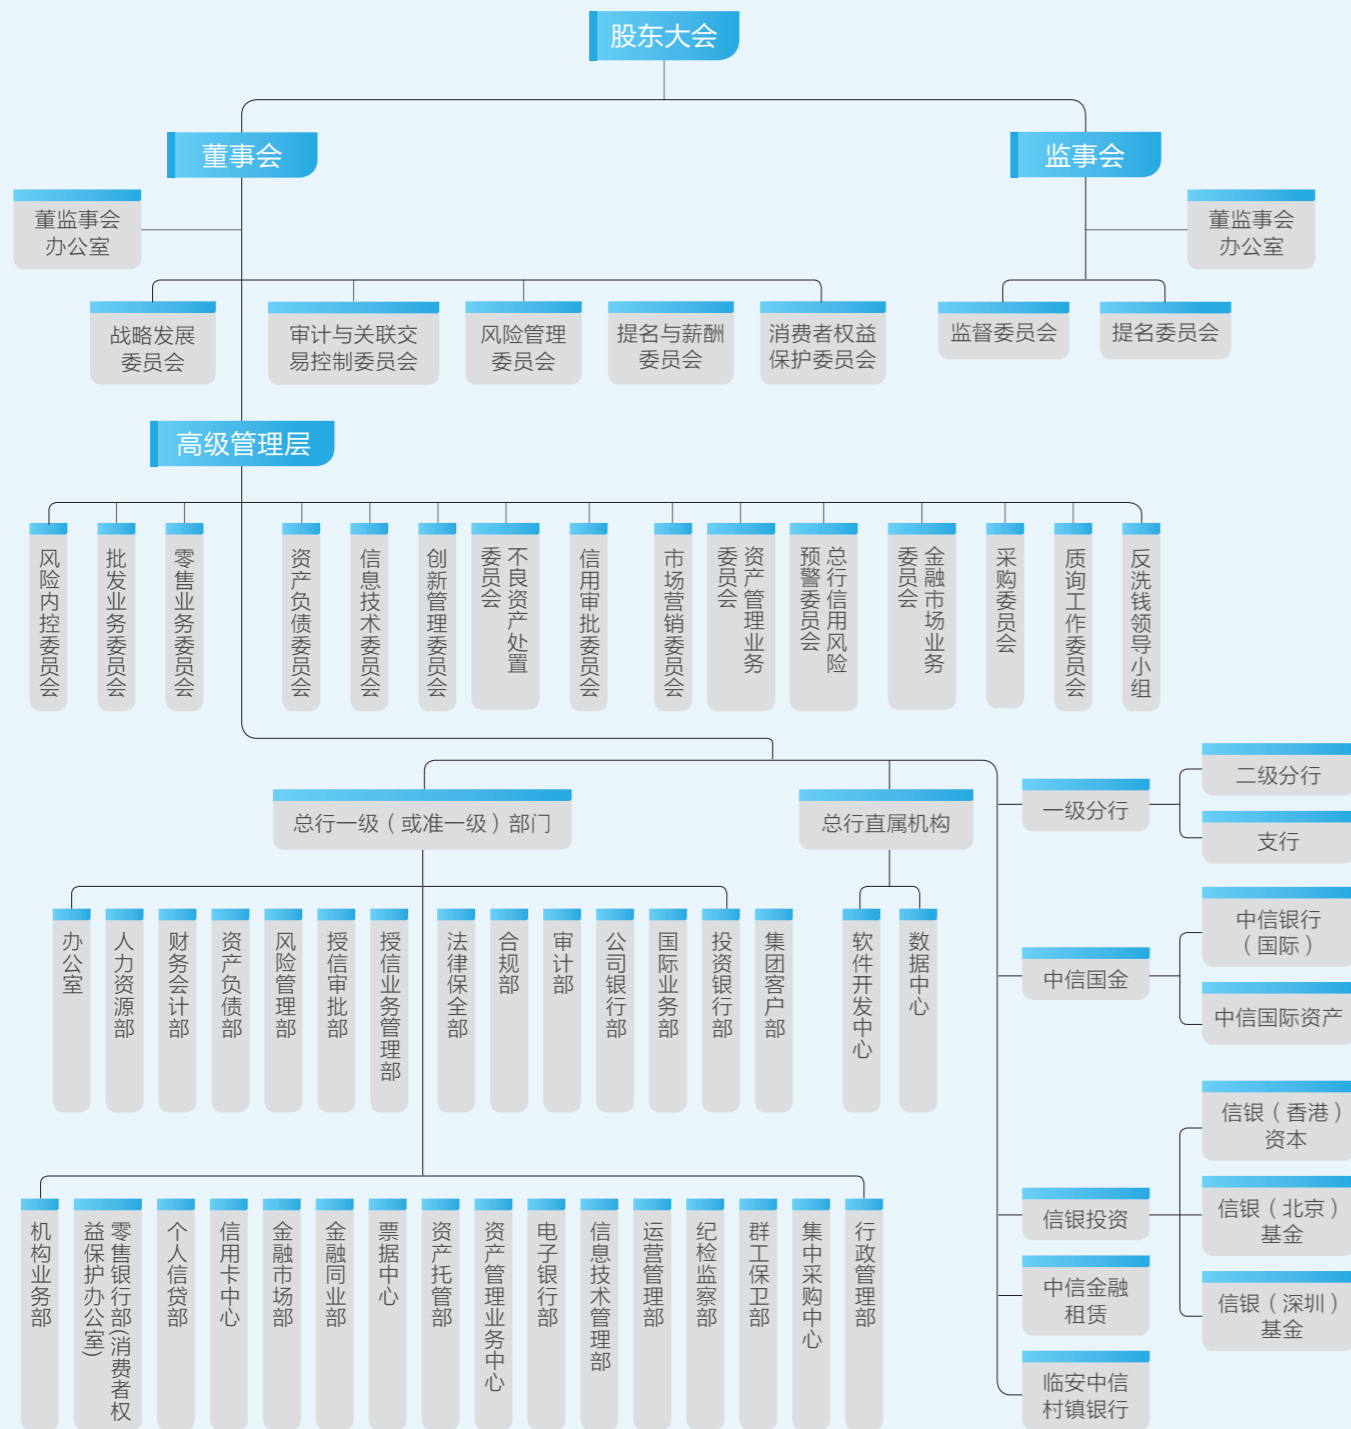 股东大会
董事会
监事会
董监事会
办公室
董监事会
办公室
战略发展
委员会
审计与关联交
易控制委员会
风险管理
委员会
提名与薪酬
委员会
消费者权益
保护委员会
监督委员会
提名委员会
高级管理层
风险内控委员会
批发业务委员会
零售业务委员会
资产负债委员会
信息技术委员会
创新管理委员会
不良资产处置
委员会
信用审批委员会
市场营销委员会
资产管理业务
委员会
总行信用风险
预警委员会
金融市场业务
委员会
采购委员会
质询工作委员会
反洗钱领导小组
总行一级（或准一级）部门
总行直属机构
一级分行
二级分行
支行
办公室
人力资源部
财务会计部
资产负债部
风险管理部
授信审批部
授信业务管理部
法律保全部
合规部
审计部
公司银行部
国际业务部
投资银行部
集团客户部
软件开发中心
数据中心
中信国金
中信银行
（国际）
中信国际资产
机构业务部
零售银行部(消费者权
益保护办公室)
个人信贷部
信用卡中心
金融市场部
金融同业部
票据中心
资产托管部
资产管理业务中心
电子银行部
信息技术管理部
运营管理部
纪检监察部
群工保卫部
集中采购中心
行政管理部
信银投资
信银（香港）
资本
信银（北京）
基金
信银（深圳）
基金
中信金融
租赁
临安中信
村镇银行